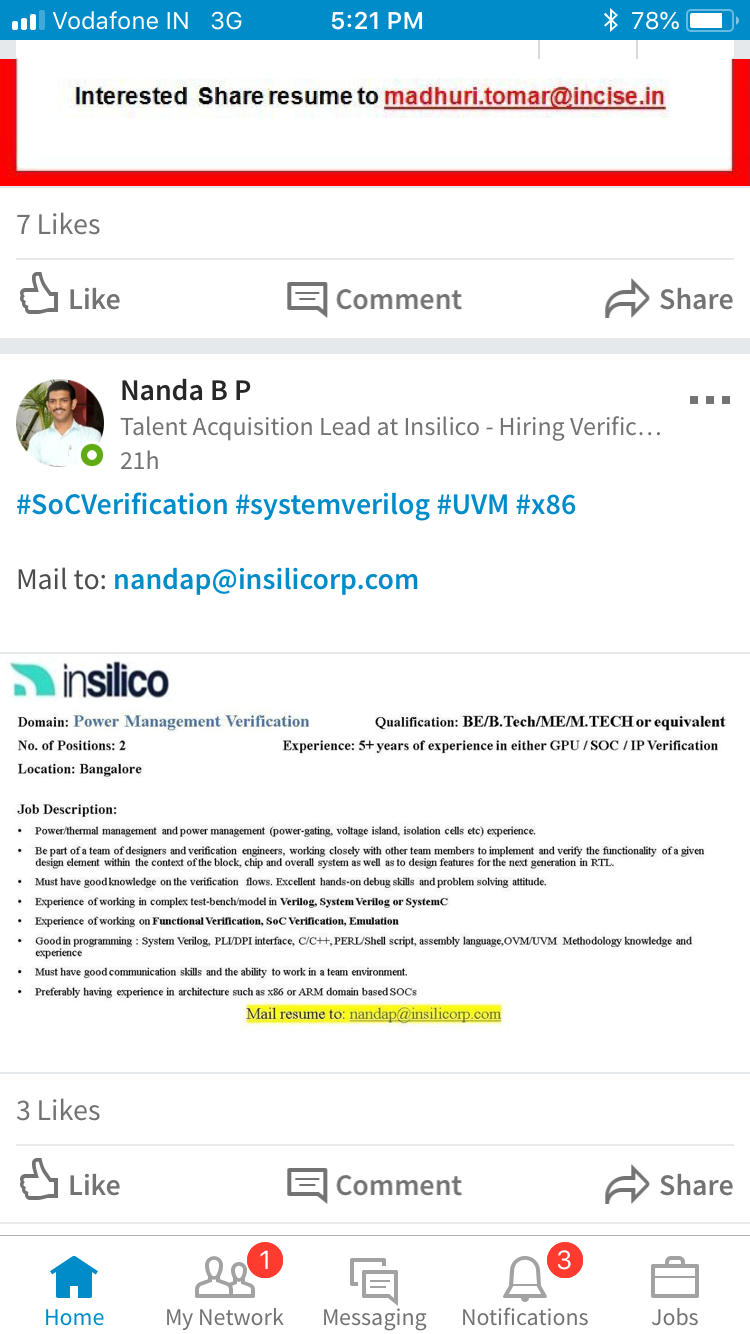 Vodafone IN 3G 5:21 PM 78%
Interested Share resume to madhuri.tomar@incise.in
7 Likes
Like Comment Share
Nanda B P
Talent Acquisition Lead at Insilico - Hiring Verific...
21h
#SoCVerification #systemverilog #UVM #x86
Mail to: nandap@insilicorp.com
insilico
Domain: Power Management Verification Qualification: BE/B.Tech/ME/M.TECH or equivalent
No. of Positions: 2 Experience: 5+ years of experience in either GPU / SOC / IP Verification
Location: Bangalore
Job Description:
• Power/thermal management and power management (power-gating, voltage island, isolation cells etc) experience.
• Be part of a team of designers and verification engineers, working closely with other team members to implement and verify the functionality of a given
design element within the context of the block, chip and overall system as well as to design features for the next generation in RTL.
• Must have good knowledge on the verification flows. Excellent hands-on debug skills and problem solving attitude.
• Experience of working in complex test-bench/model in Verilog, System Verilog or SystemC
• Experience of working on Functional Verification, SoC Verification, Emulation
• Good in programming : System Verilog, PLI/DPI interface, C/C++, PERL/Shell script, assembly language,OVM/UVM Methodology knowledge and
experience
• Must have good communication skills and the ability to work in a team environment.
• Preferably having experience in architecture such as x86 or ARM domain based SOCs
Mail resume to: nandap@insilicorp.com
3 Likes
Like Comment Share
1 3
Home My Network Messaging Notifications Jobs